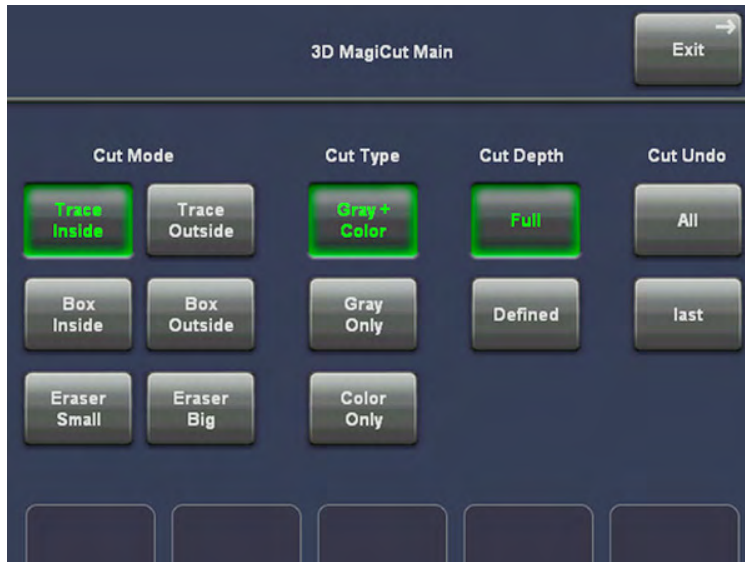 3D MagiCut Main
Exit
Cut Mode
Cut Type
Cut Depth
Cut Undo
Trace
Inside
Trace
Outside
Gray +
Color
Full
All
Box
Inside
Box
Outside
Gray
Only
Defined
last
Eraser
Small
Eraser
Big
Color
Only